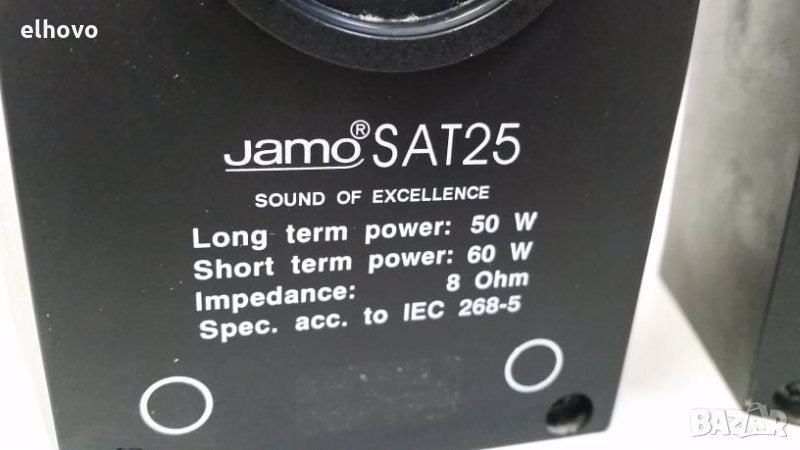 elhovo
Jamo® SAT25
SOUND OF EXCELLENCE
Long term power: 50 W
Short term power: 60 W
Impedance: 8 Ohm
Spec. acc. to IEC 268-5
BAZAR